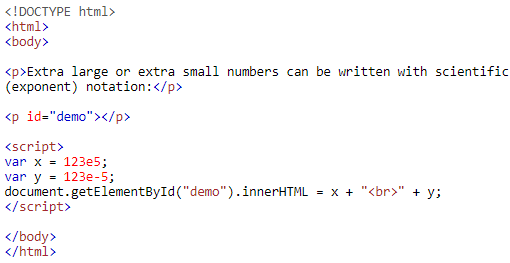 <!DOCTYPE html>
<html>
<body>
<p>Extra large or extra small numbers can be written with scientific
(exponent) notation:</p>
<p id="demo"></p>
<script>
var x = 123e5;
var y = 123e-5;
document.getElementById("demo").innerHTML = x + "<br>" + y;
</script>
</body>
</html>